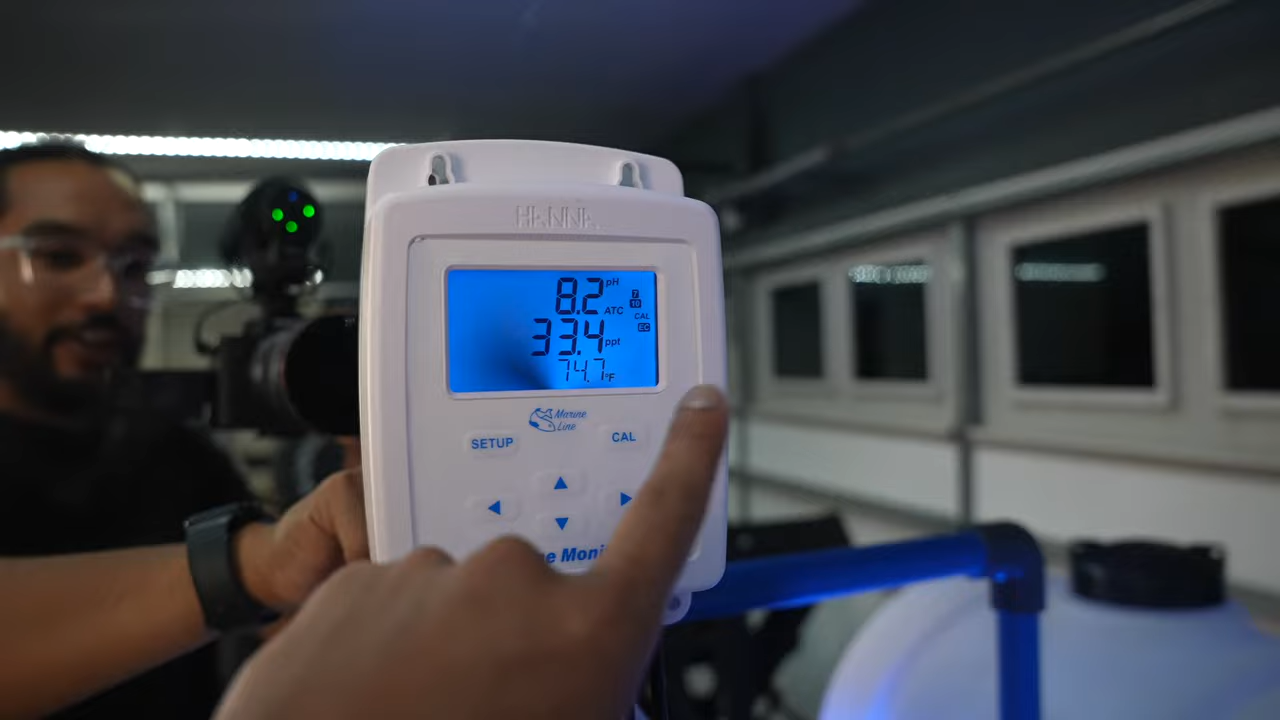 HANNA
8.2 pH
7
10
ATC
CAL
33.4 ppt
EC
74.7 °F
Marine
Line
SETUP
CAL